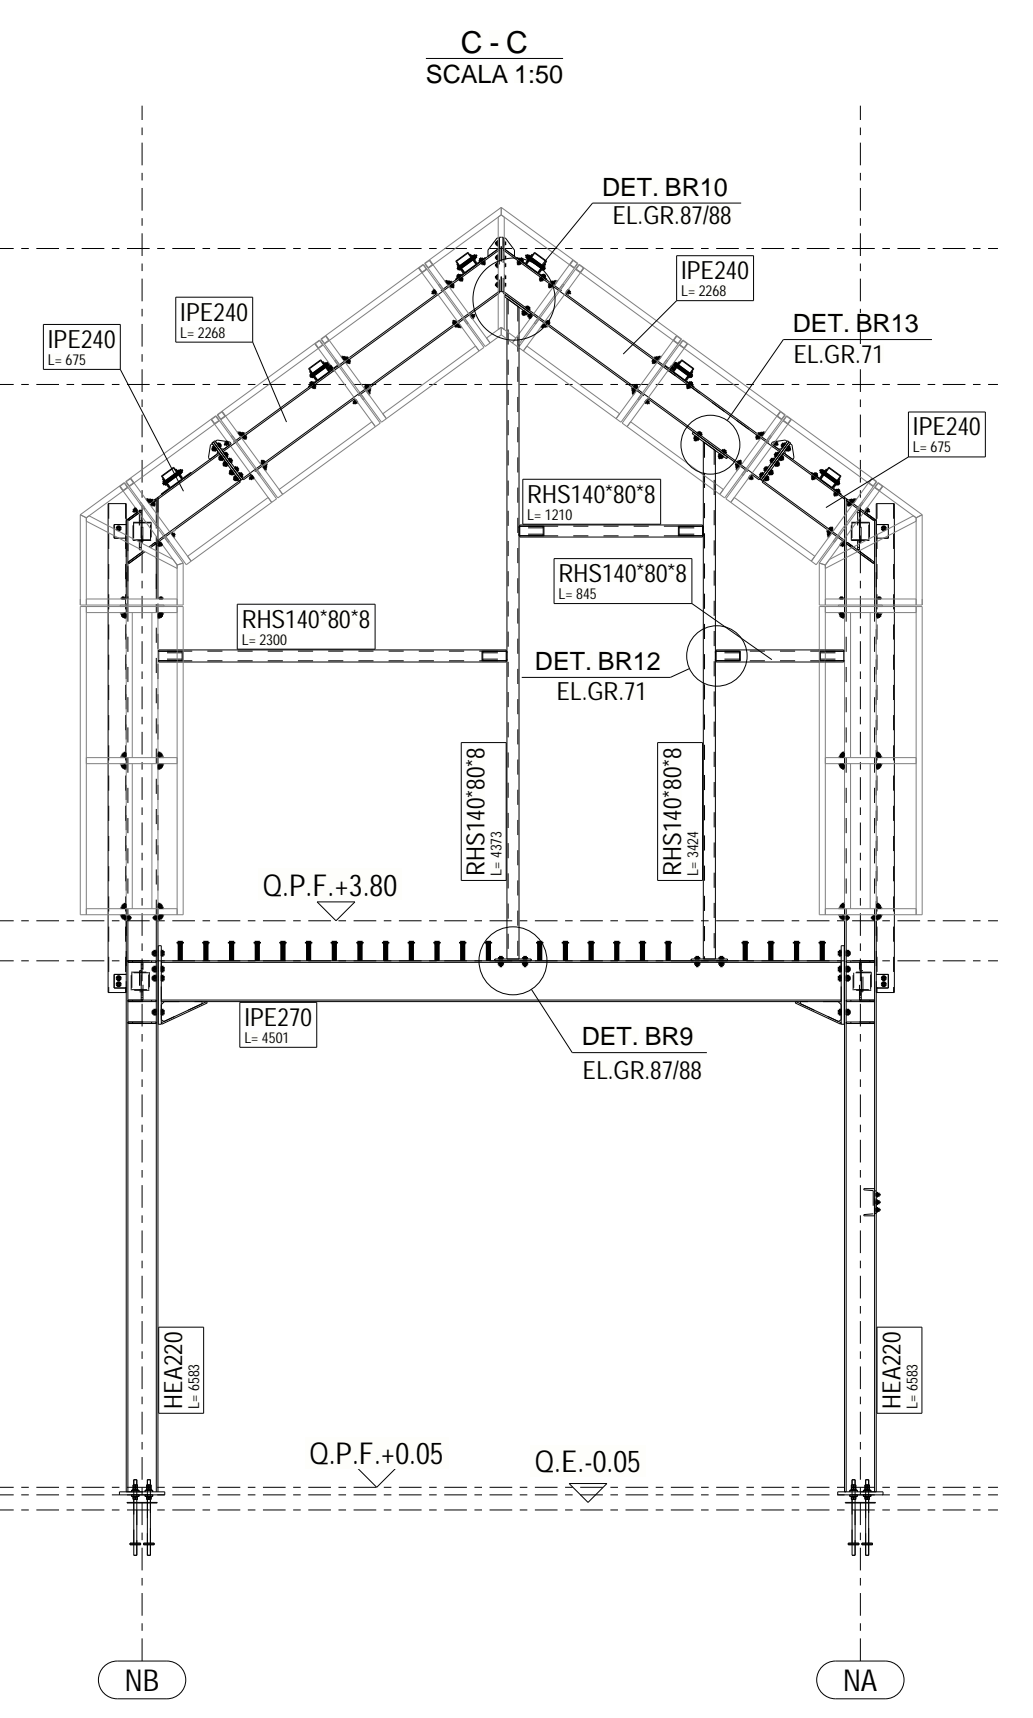 C - C
SCALA 1:50
DET. BR10
EL.GR.87/88
IPE240
L= 2268
IPE240
L= 2268
DET. BR13
EL.GR.71
IPE240
L= 675
IPE240
L= 675
RHS140*80*8
L= 1210
RHS140*80*8
L= 845
RHS140*80*8
L= 2300
DET. BR12
EL.GR.71
RHS140*80*8
L= 4373
RHS140*80*8
L= 3424
Q.P.F.+3.80
IPE270
L= 4501
DET. BR9
EL.GR.87/88
HEA220
L= 6583
HEA220
L= 6583
Q.P.F.+0.05
Q.E.-0.05
NB
NA